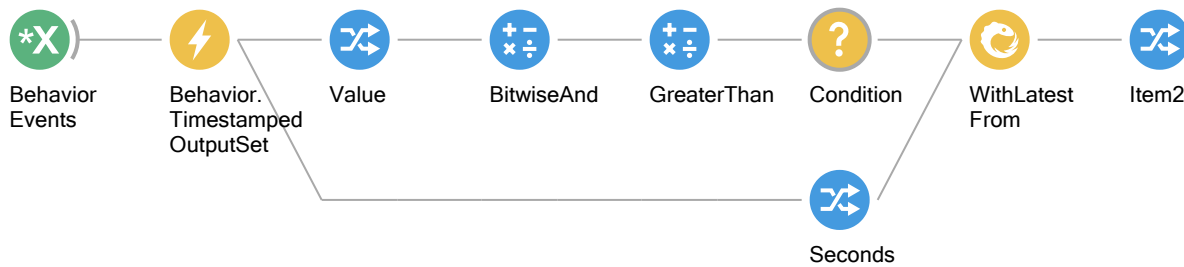 *X
Behavior
Events
Behavior.
Timestamped
OutputSet
Value
BitwiseAnd
GreaterThan
?
Condition
WithLatest
From
Item2
Seconds